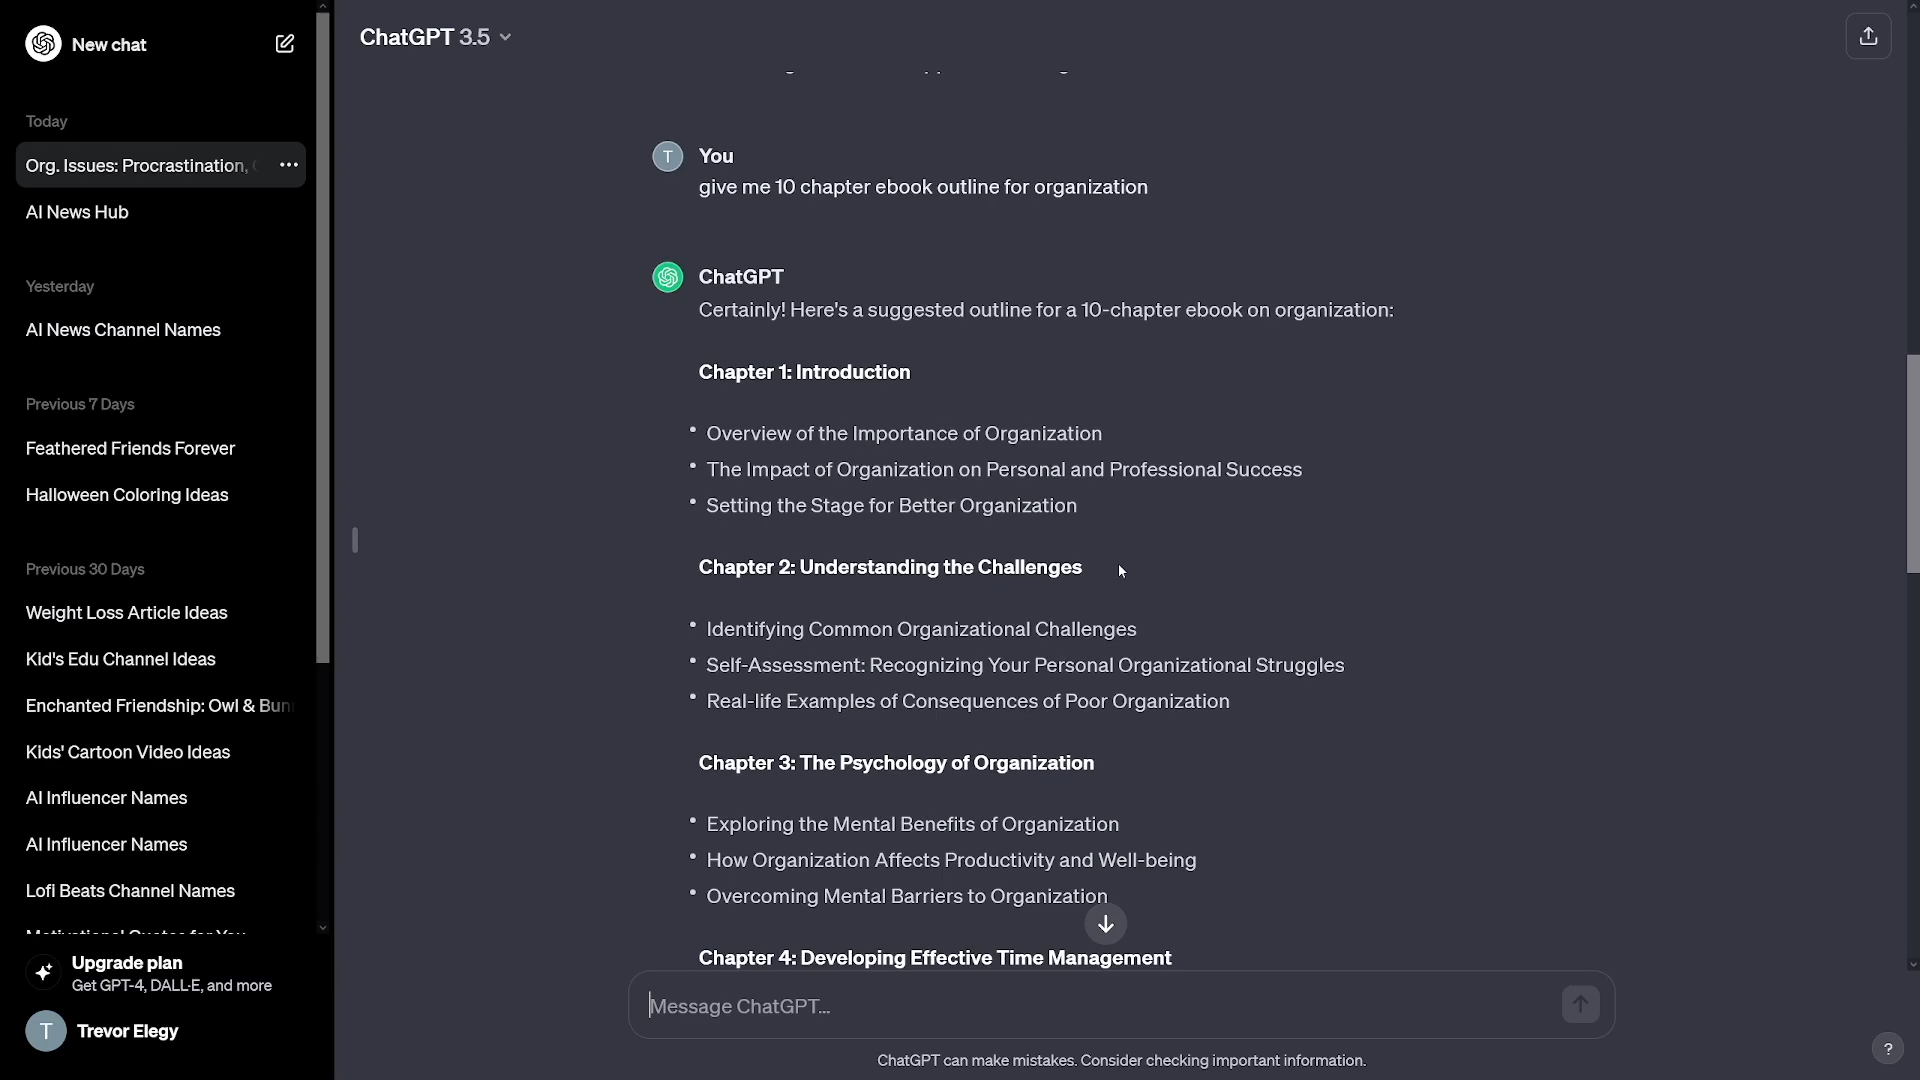 New chat
Today
Org. Issues: Procrastination,
AI News Hub
Yesterday
AI News Channel Names
Previous 7 Days
Feathered Friends Forever
Halloween Coloring Ideas
Previous 30 Days
Weight Loss Article Ideas
Kid's Edu Channel Ideas
Enchanted Friendship: Owl & Bun
Kids' Cartoon Video Ideas
AI Influencer Names
AI Influencer Names
Lofi Beats Channel Names
Motivational Quotes for You
Upgrade plan
Get GPT-4, DALL·E, and more
T
Trevor Elegy
ChatGPT 3.5
T
You
give me 10 chapter ebook outline for organization
ChatGPT
Certainly! Here's a suggested outline for a 10-chapter ebook on organization:
Chapter 1: Introduction
• Overview of the Importance of Organization
• The Impact of Organization on Personal and Professional Success
• Setting the Stage for Better Organization
Chapter 2: Understanding the Challenges
• Identifying Common Organizational Challenges
• Self-Assessment: Recognizing Your Personal Organizational Struggles
• Real-life Examples of Consequences of Poor Organization
Chapter 3: The Psychology of Organization
• Exploring the Mental Benefits of Organization
• How Organization Affects Productivity and Well-being
• Overcoming Mental Barriers to Organization
Chapter 4: Developing Effective Time Management
Message ChatGPT...
ChatGPT can make mistakes. Consider checking important information.
?